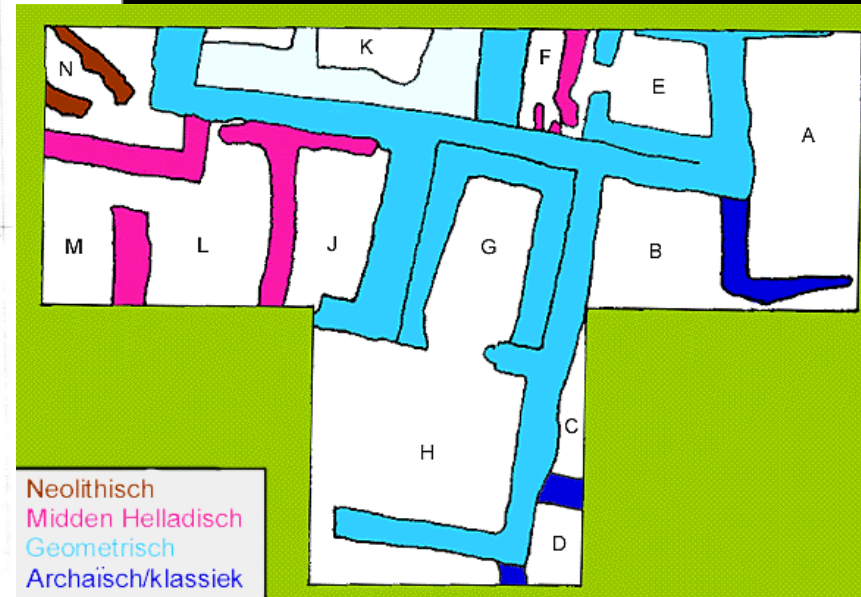 K
F
N
E
A
M
L
J
G
B
C
H
D
Neolithisch
Midden Helladisch
Geometrisch
Archaïsch/klassiek